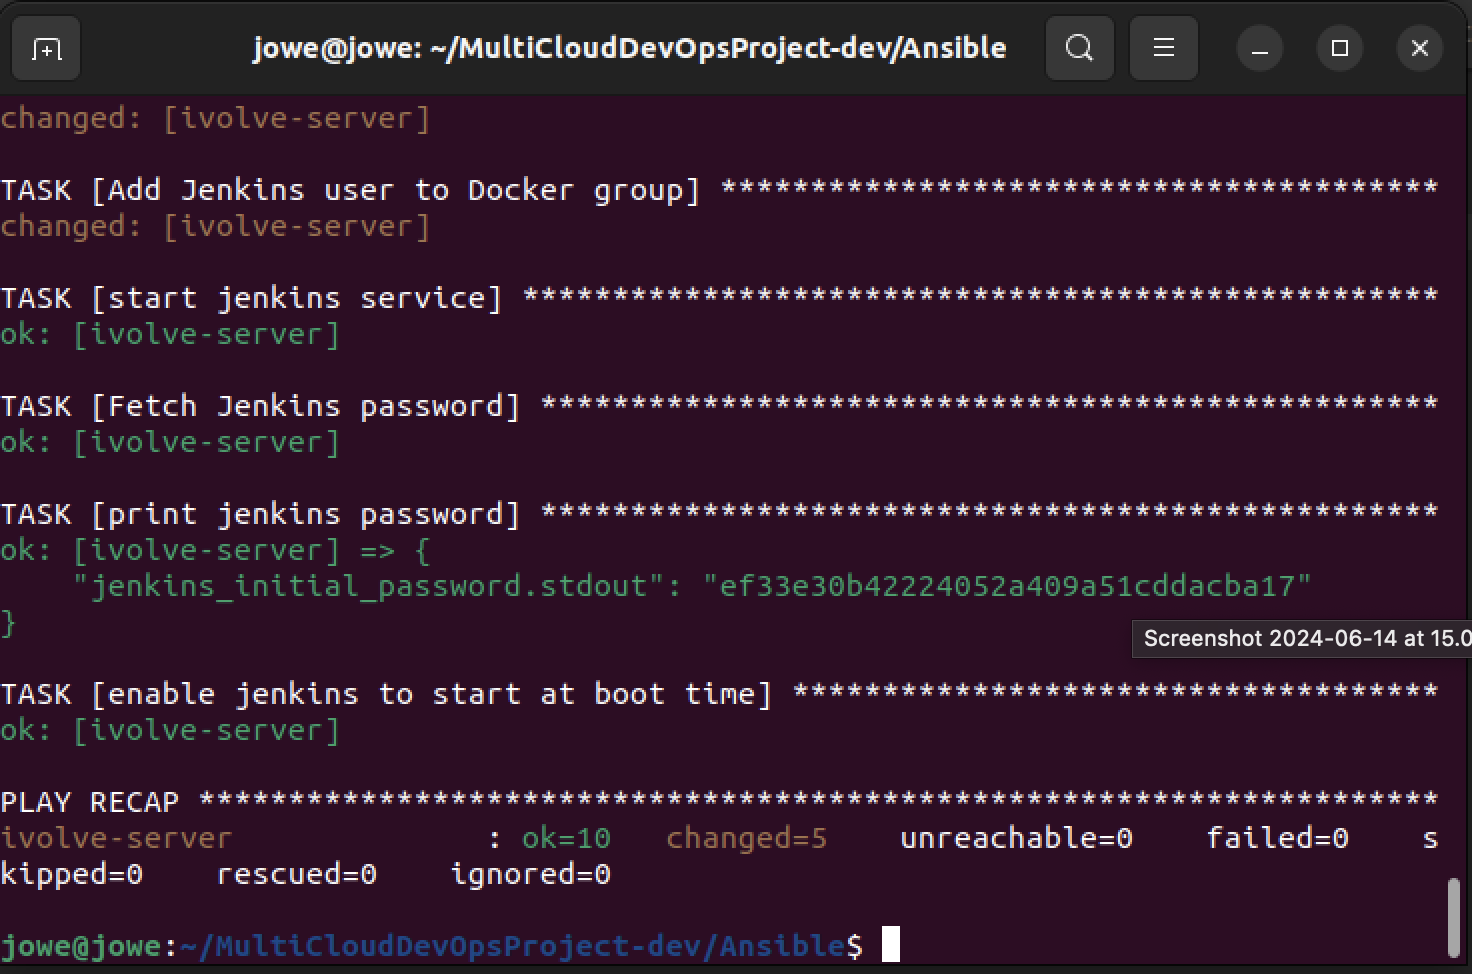 jowe@jowe: ~/MultiCloudDevOpsProject-dev/Ansible
changed: [ivolve-server]
TASK [Add Jenkins user to Docker group] ****************************************
changed: [ivolve-server]
TASK [start jenkins service] ***************************************************
ok: [ivolve-server]
TASK [Fetch Jenkins password] **************************************************
ok: [ivolve-server]
TASK [print jenkins password] **************************************************
ok: [ivolve-server] => {
    "jenkins_initial_password.stdout": "ef33e30b42224052a409a51cddacba17"
}
Screenshot 2024-06-14 at 15.0
TASK [enable jenkins to start at boot time] ************************************
ok: [ivolve-server]
PLAY RECAP *********************************************************************
ivolve-server              : ok=10   changed=5    unreachable=0    failed=0    s
kipped=0    rescued=0    ignored=0
jowe@jowe:~/MultiCloudDevOpsProject-dev/Ansible$